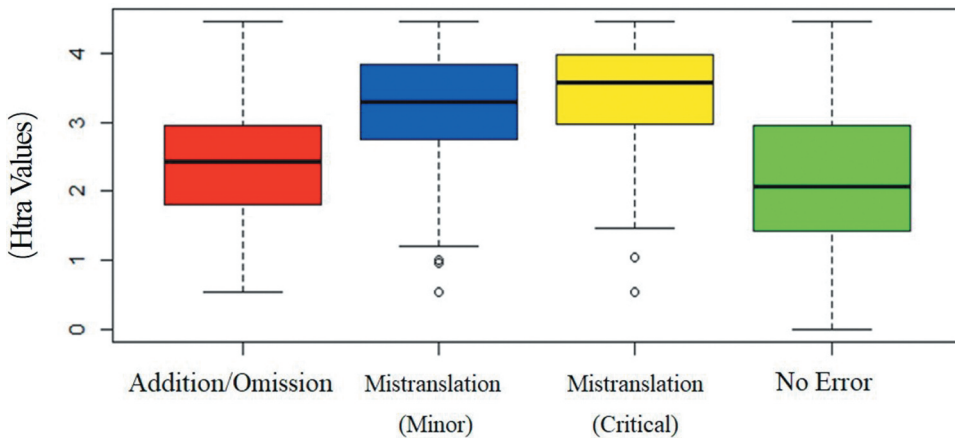 (Htra Values)
4
3
2
1
0
Addition/Omission
Mistranslation
(Minor)
Mistranslation
(Critical)
No Error